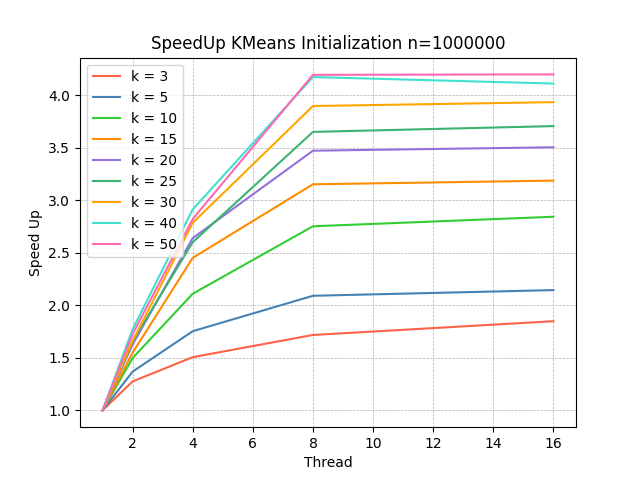 SpeedUp KMeans Initialization n=1000000
k = 3
k = 5
k = 10
k = 15
k = 20
k = 25
k = 30
k = 40
k = 50
Speed Up
4.0
3.5
3.0
2.5
2.0
1.5
1.0
2 4 6 8 10 12 14 16
Thread